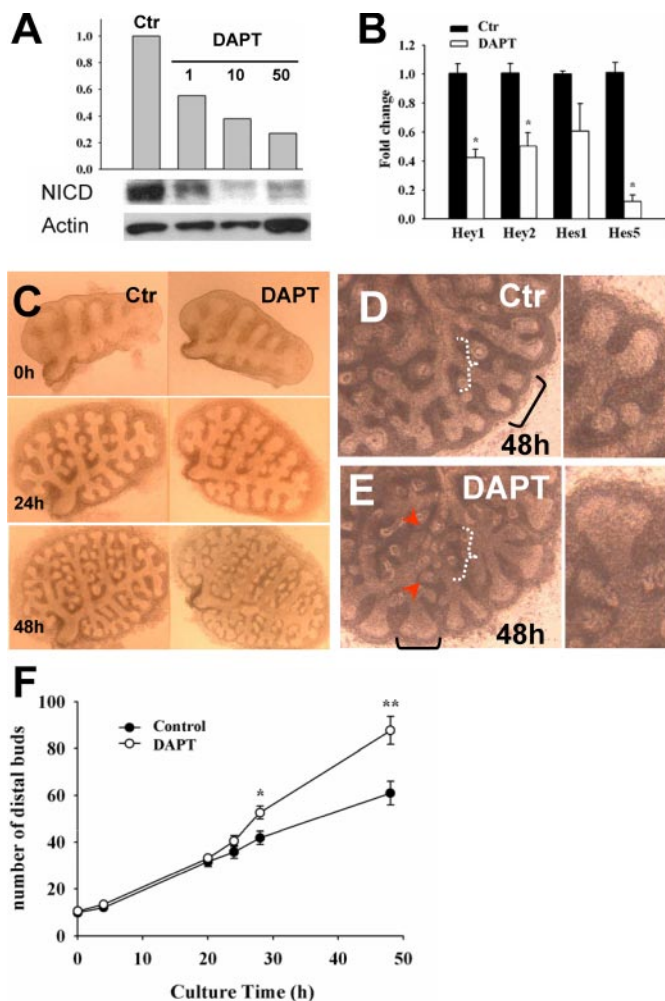 A
Ctr
DAPT
1 10 50
1.0
0.8
0.6
0.4
0.2
0.0
NICD
Actin
B
Ctr
DAPT
Fold change
1.2
1.0
0.8
0.6
0.4
0.2
0.0
* * *
Hey1 Hey2 Hes1 Hes5
C
Ctr DAPT
0h
24h
48h
D
Ctr
48h
E
DAPT
48h
F
Control
DAPT
number of distal buds
100
80
60
40
20
0
*
**
0 10 20 30 40 50
Culture Time (h)